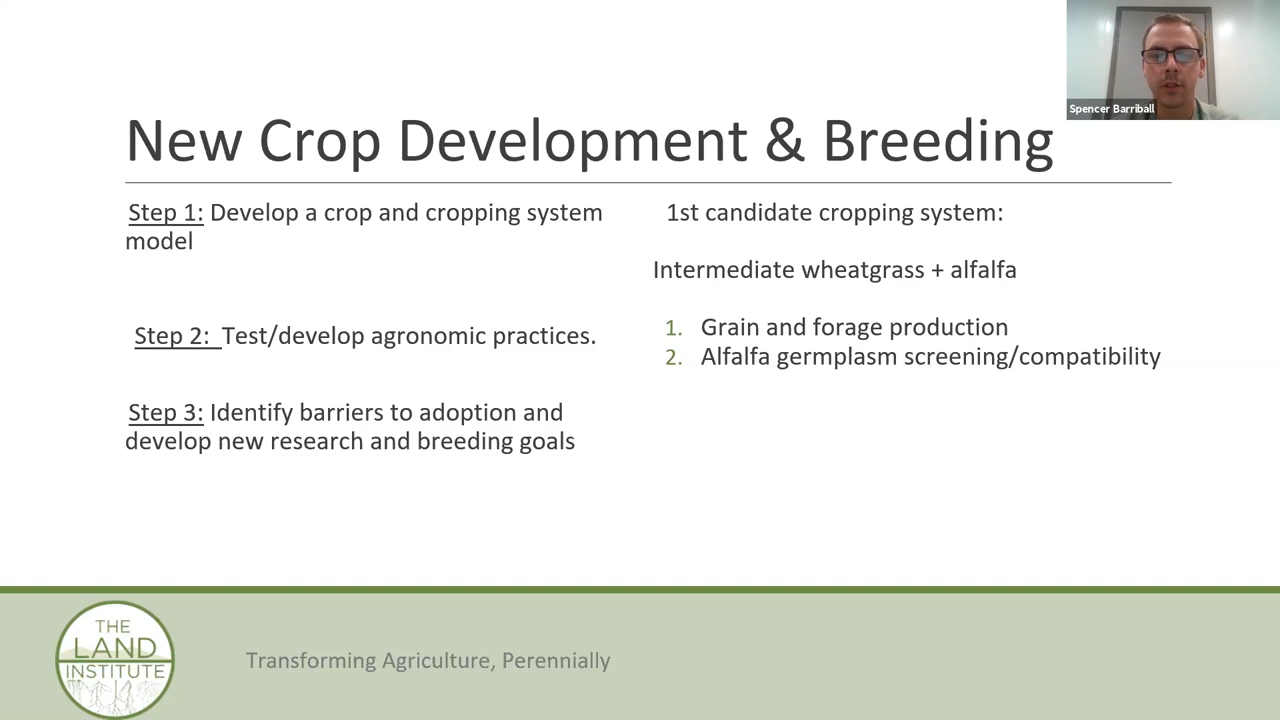 Spencer Barriball
New Crop Development & Breeding
Step 1: Develop a crop and cropping system
model
Step 2: Test/develop agronomic practices.
Step 3: Identify barriers to adoption and
develop new research and breeding goals
1st candidate cropping system:
Intermediate wheatgrass + alfalfa
1. Grain and forage production
2. Alfalfa germplasm screening/compatibility
THE
LAND
INSTITUTE
Transforming Agriculture, Perennially